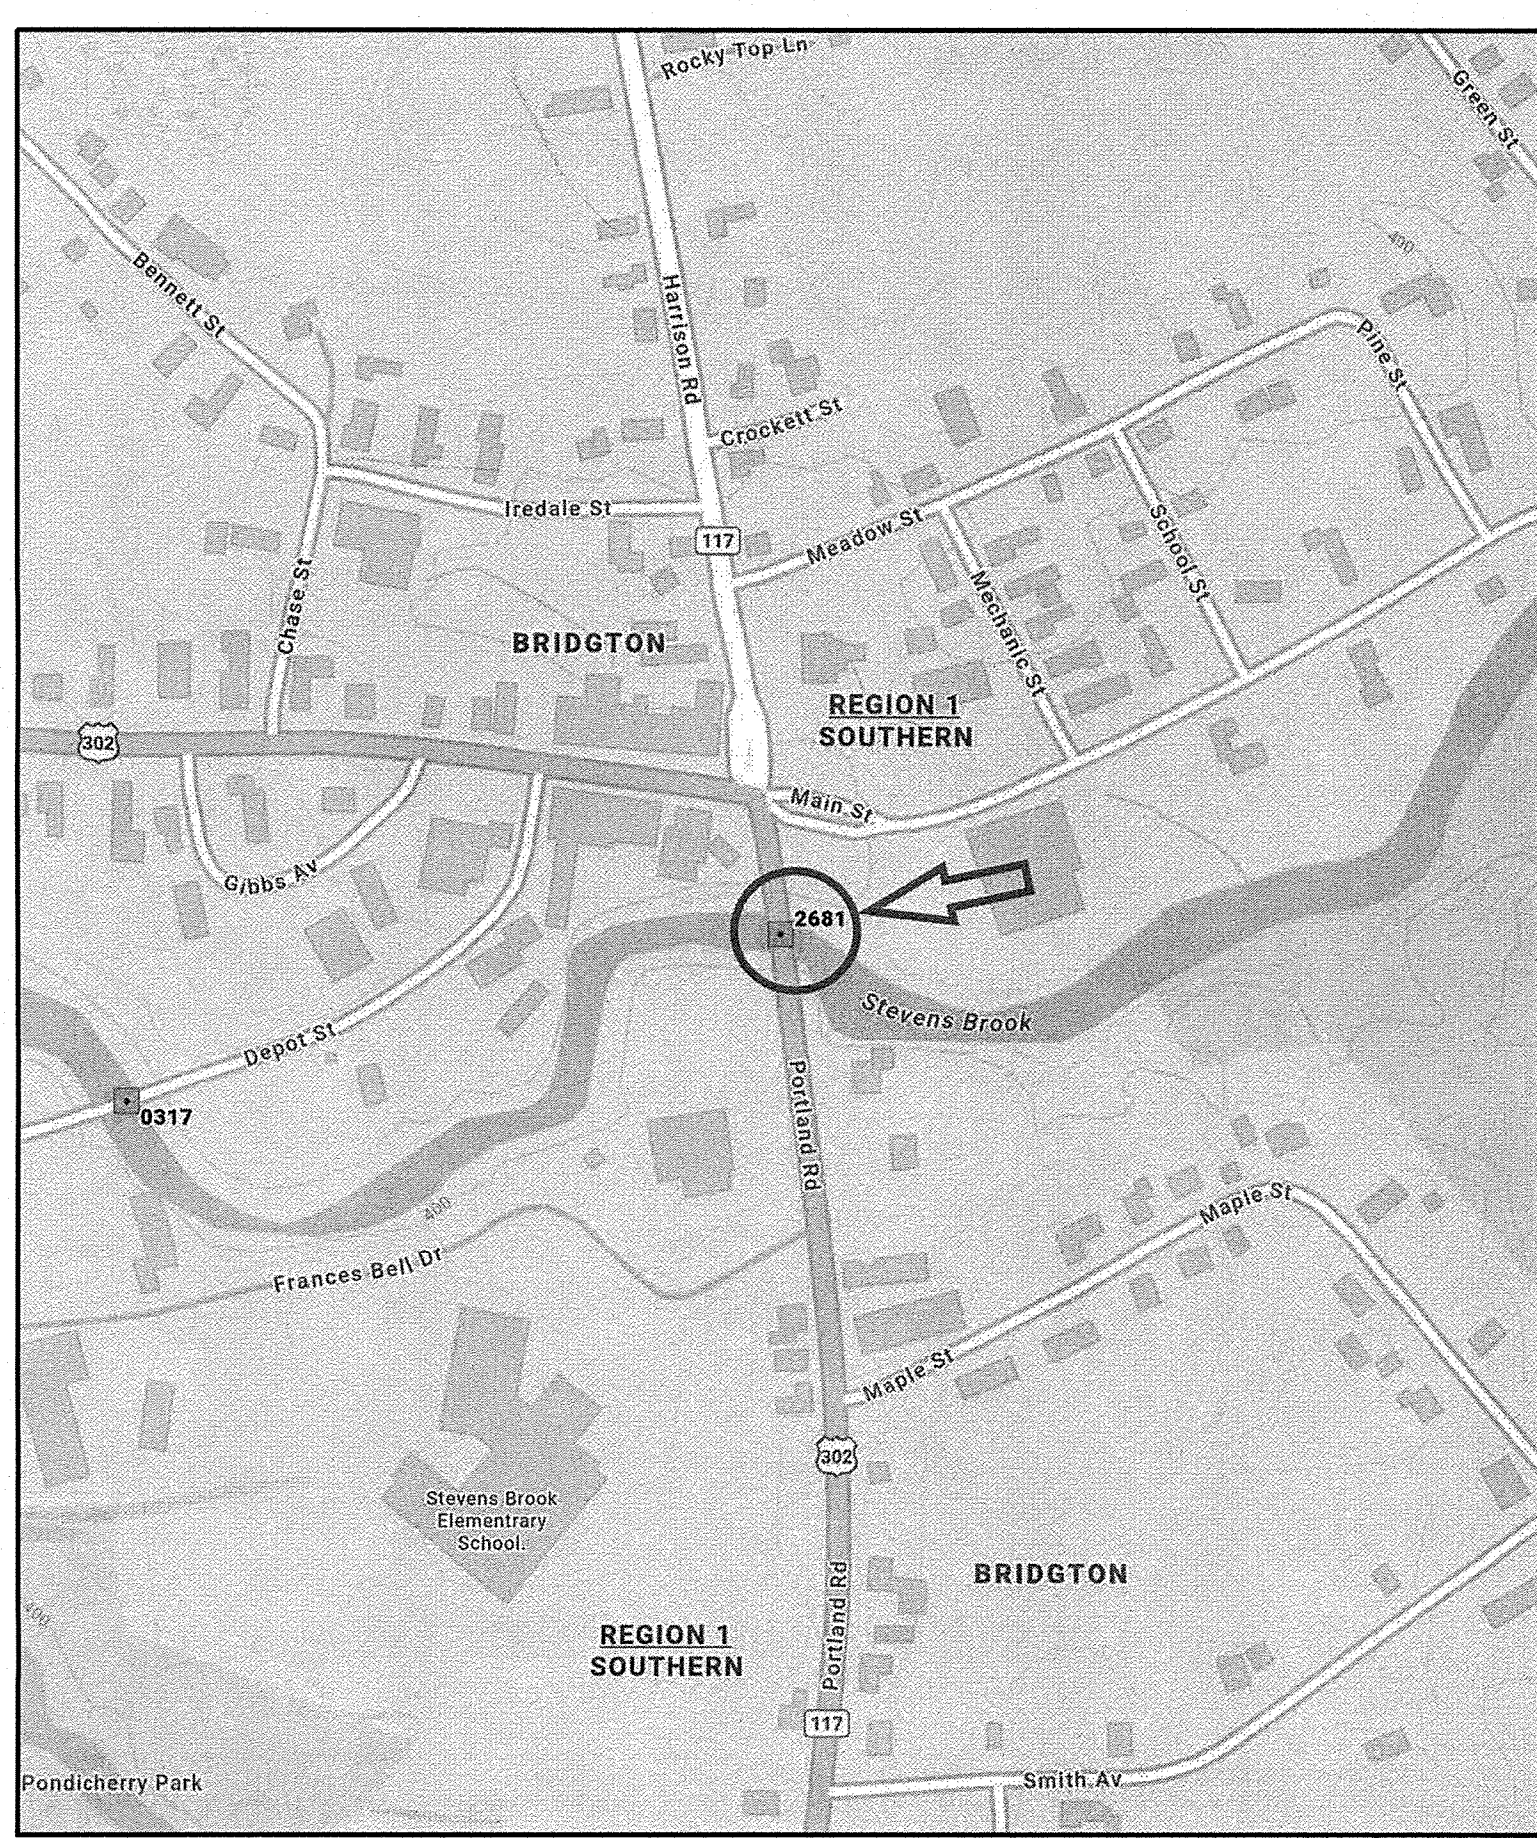 Rocky Top Ln
Green St
400
Bennett St
Harrison Rd
Pine St
Crockett St
Iredale St
117
Meadow St
School St
Chase St
Mechanic St
BRIDGTON
REGION 1
SOUTHERN
302
Main St
Gibbs Av
2681
Stevens Brook
Depot St
0317
Portland Rd
400
Maple St
Frances Bell Dr
Maple St
302
Stevens Brook
Elementrary
School.
BRIDGTON
400
Portland Rd
REGION 1
SOUTHERN
117
Pondicherry Park
Smith Av